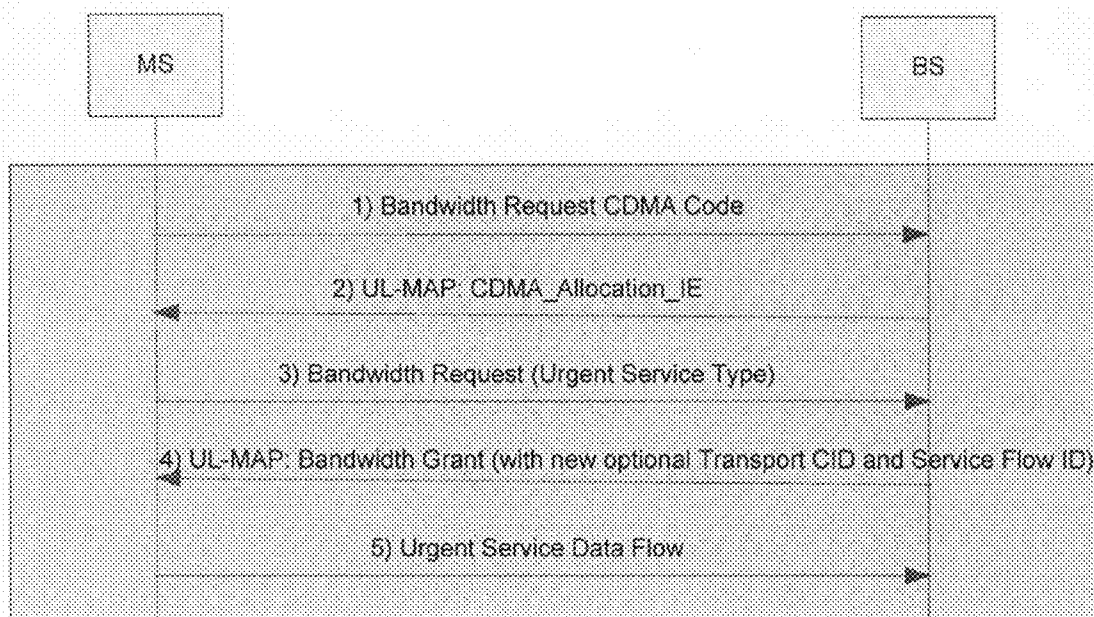 MS
BS
1) Bandwidth Request CDMA Code
2) UL-MAP: CDMA_Allocation_IE
3) Bandwidth Request (Urgent Service Type)
4) UL-MAP: Bandwidth Grant (with new optional Transport CID and Service Flow ID)
5) Urgent Service Data Flow